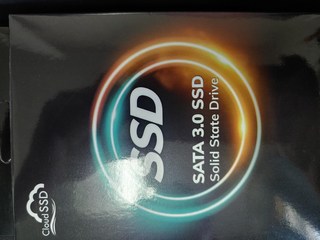 SSD
SATA 3.0 SSD
Solid State Drive
Cloud SSD